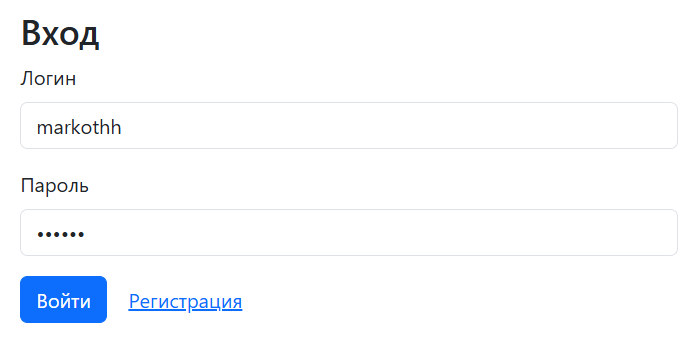 Вход
Логин
markothh
Пароль
••••••
Войти Регистрация